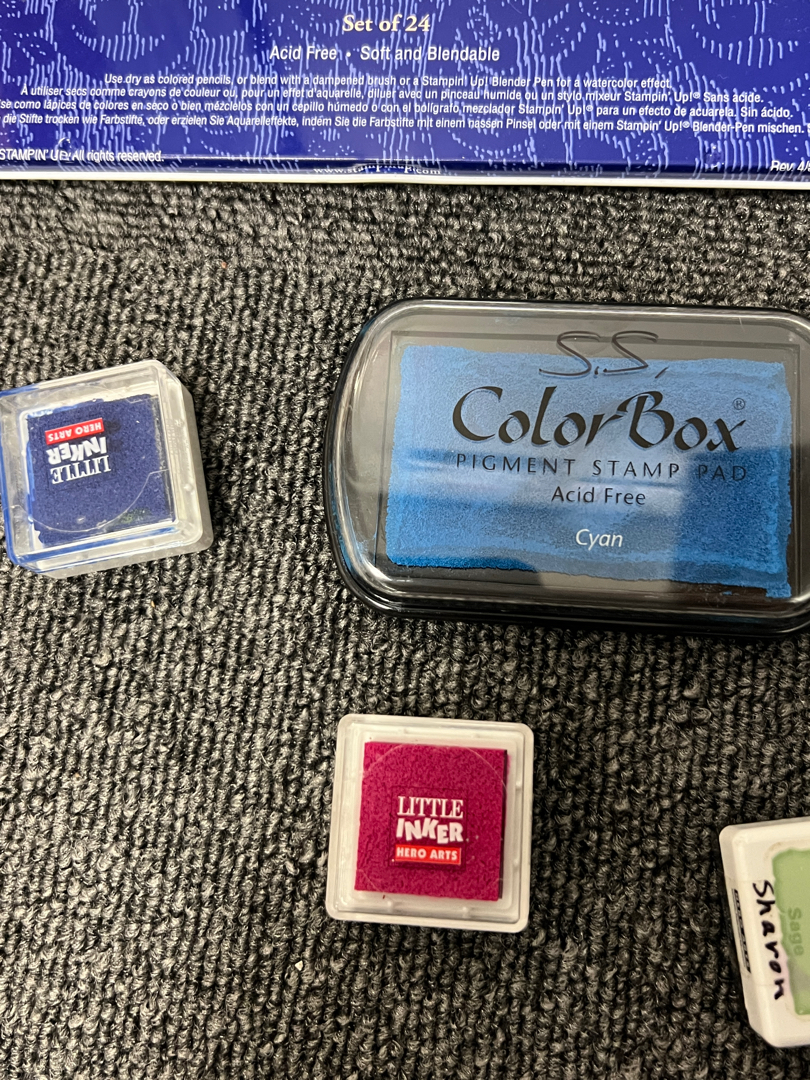 Set of 24
Acid Free • Soft and Blendable
Use dry as colored pencils, or blend with a dampened brush or a Stampin' Up! Blender Pen for a watercolor effect.
À utiliser secs comme crayons de couleur ou, pour un effet d'aquarelle, diluer avec un pinceau humide ou un stylo mixeur Stampin' Up!® Sans acide.
se como lápices de colores en seco o bien mézclelos con un cepillo húmedo o con el bolígrafo mezclador Stampin' Up!® para un efecto de acuarela. Sin ácido.
die Stifte trocken wie Farbstifte, oder erzielen Sie Aquarelleffekte, indem Sie die Farbstifte mit einem nassen Pinsel oder mit einem Stampin' Up!® Blender-Pen mischen.
STAMPIN' UP! All rights reserved.
Rev. 4/
S.S.
ColorBox®
PIGMENT STAMP PAD
Acid Free
Cyan
LITTLE
INKER
HERO ARTS
LITTLE
INKER
HERO ARTS
Sage
Sharon